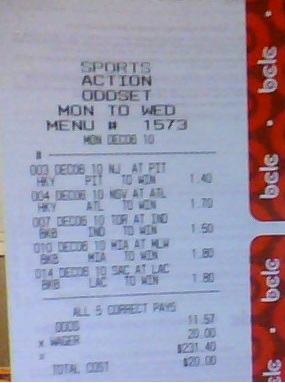 SPORTS
ACTION
ODDSET
MON TO WED
MENU # 1573
MON DEC06 10
#
003 DEC06 10 NJ AT PIT
HKY PIT TO WIN 1.40
004 DEC06 10 NSV AT ATL
HKY ATL TO WIN 1.70
007 DEC06 10 TOR AT IND
BKB IND TO WIN 1.50
010 DEC06 10 MIA AT MLW
BKB MIA TO WIN 1.80
014 DEC06 10 SAC AT LAC
BKB LAC TO WIN 1.80
ALL 5 CORRECT PAYS
ODDS 11.57
x WAGER 20.00
= $231.40
TOTAL COST $20.00
bclc
bclc
bclc
bclc